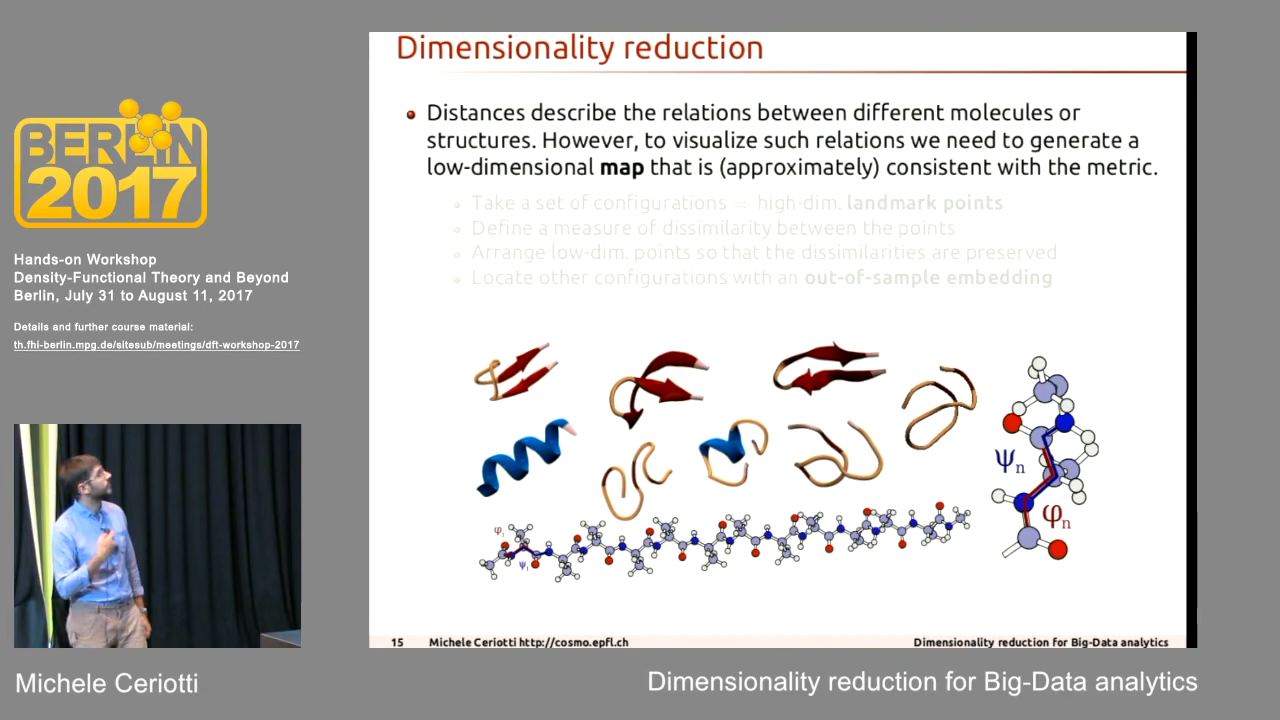 BERLIN
2017
Hands-on Workshop
Density-Functional Theory and Beyond
Berlin, July 31 to August 11, 2017
Details and further course material:
th.fhi-berlin.mpg.de/sitesub/meetings/dft-workshop-2017
Dimensionality reduction
Distances describe the relations between different molecules or
structures. However, to visualize such relations we need to generate a
low-dimensional map that is (approximately) consistent with the metric.
Take a set of configurations ⇒ high-dim. landmark points
Define a measure of dissimilarity between the points
Arrange low-dim. points so that the dissimilarities are preserved
Locate other configurations with an out-of-sample embedding
ψn
φn
φ1
ψ1
15 Michele Ceriotti http://cosmo.epfl.ch Dimensionality reduction for Big-Data analytics
Michele Ceriotti
Dimensionality reduction for Big-Data analytics